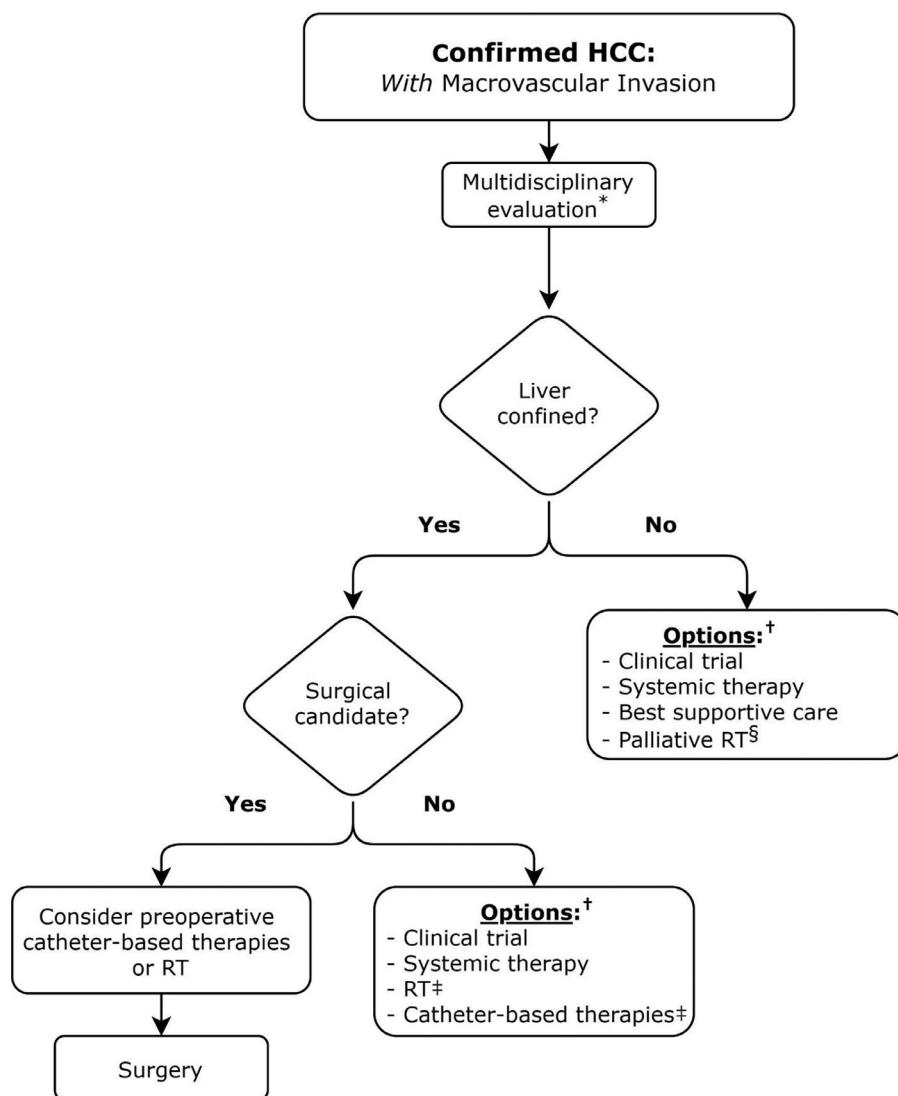 Confirmed HCC:
With Macrovascular Invasion
Multidisciplinary
evaluation*
Liver
confined?
Yes
No
Surgical
candidate?
Options:†
- Clinical trial
- Systemic therapy
- Best supportive care
- Palliative RT§
Yes
No
Consider preoperative
catheter-based therapies
or RT
Options:†
- Clinical trial
- Systemic therapy
- RT‡
- Catheter-based therapies‡
Surgery